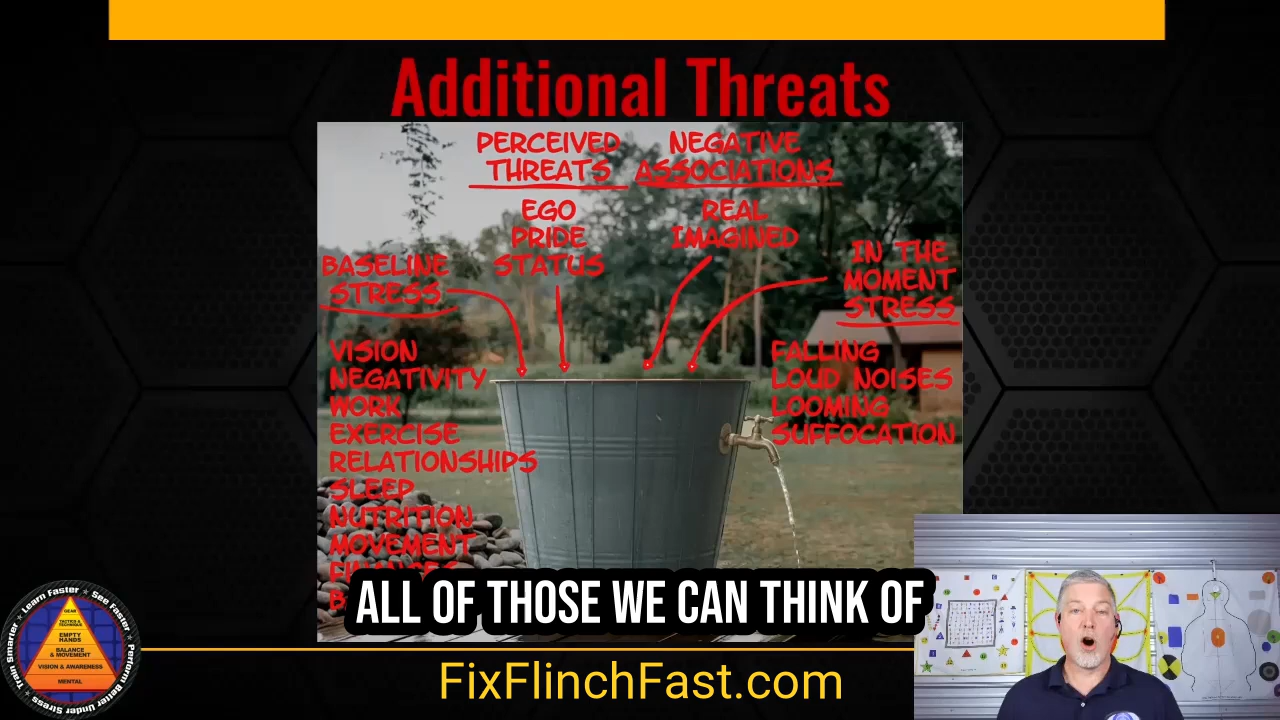 Additional Threats
PERCEIVED
THREATS
EGO
PRIDE
STATUS
NEGATIVE
ASSOCIATIONS
REAL
IMAGINED
BASELINE
STRESS
VISION
NEGATIVITY
WORK
EXERCISE
RELATIONSHIPS
SLEEP
NUTRITION
MOVEMENT
FINANCES
IN THE
MOMENT
STRESS
FALLING
LOUD NOISES
LOOMING
SUFFOCATION
ALL OF THOSE WE CAN THINK OF
FixFlinchFast.com
Train Smarter ★ Learn Faster ★ See Faster ★ Perform Better Under Stress
GEAR
TACTICS &
TECHNIQUE
EMPTY
HANDS
BALANCE
& MOVEMENT
VISION & AWARENESS
MENTAL